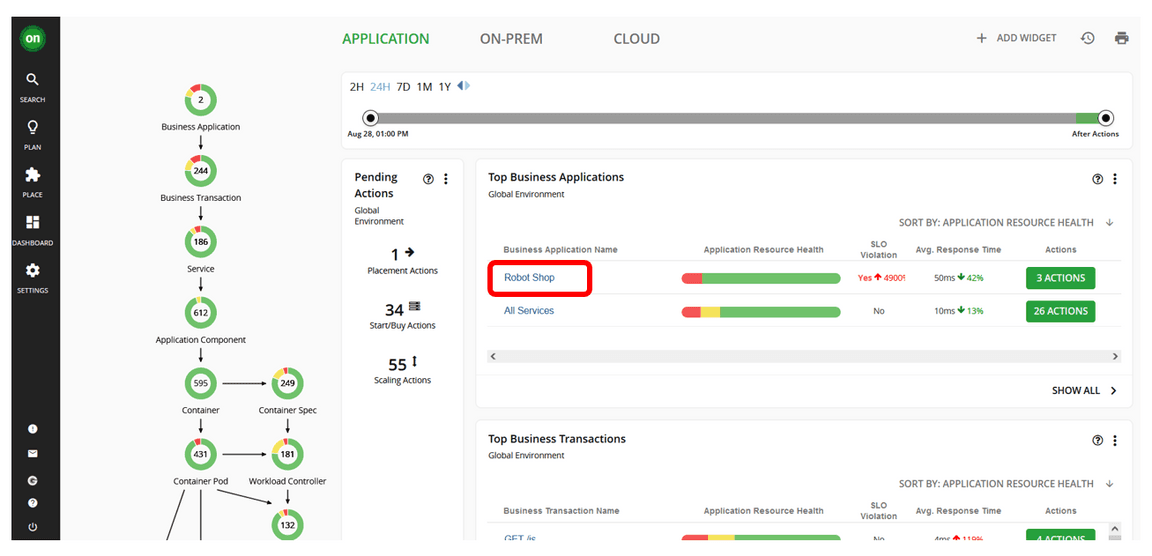 on
SEARCH
PLAN
PLACE
DASHBOARD
SETTINGS
2
Business Application
244
Business Transaction
186
Service
612
Application Component
595
249
Container
Container Spec
431
181
Container Pod
Workload Controller
132
APPLICATION
ON-PREM
CLOUD
+ ADD WIDGET
2H 24H 7D 1M 1Y
Aug 28, 01:00 PM
After Actions
Pending
Actions
Global
Environment
1
Placement Actions
34
Start/Buy Actions
55
Scaling Actions
Top Business Applications
Global Environment
SORT BY: APPLICATION RESOURCE HEALTH
Business Application Name
Application Resource Health
SLO
Violation
Avg. Response Time
Actions
Robot Shop
Yes 4900%
50ms 42%
3 ACTIONS
All Services
No
10ms 13%
26 ACTIONS
SHOW ALL
Top Business Transactions
Global Environment
SORT BY: APPLICATION RESOURCE HEALTH
Business Transaction Name
Application Resource Health
SLO
Violation
Avg. Response Time
Actions
GET /js
No
4ms 119%
4 ACTIONS